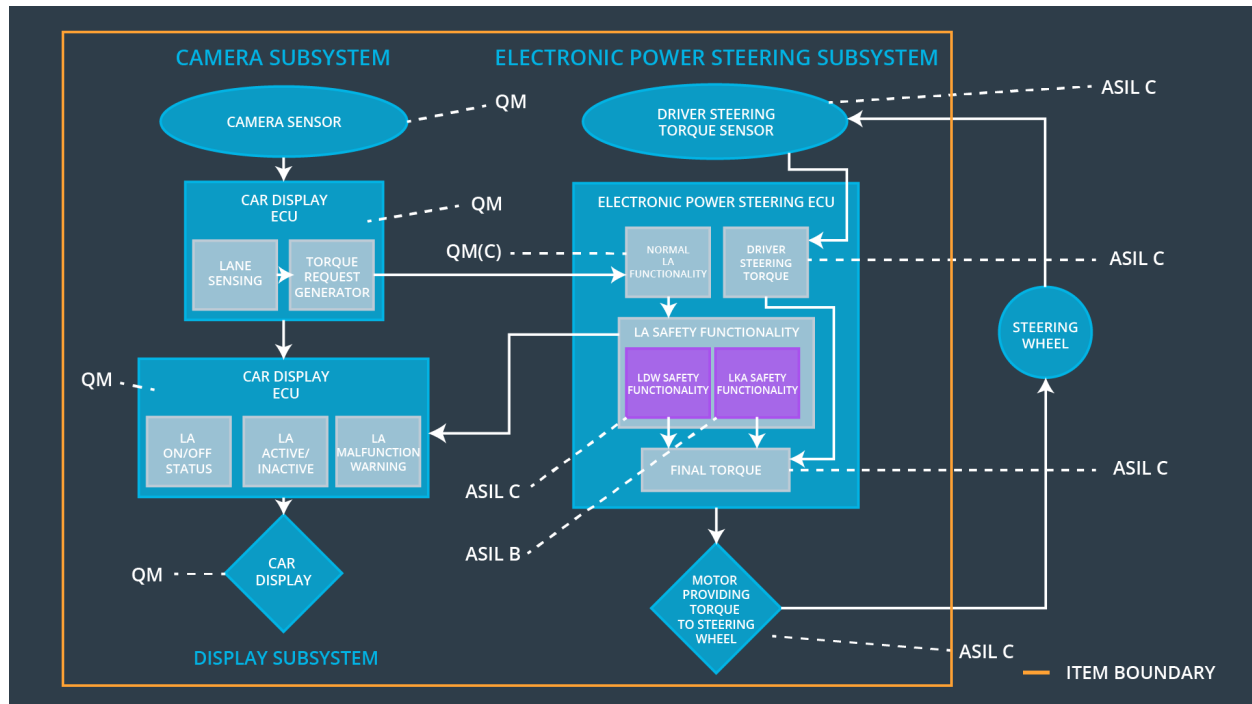 CAMERA SUBSYSTEM
ELECTRONIC POWER STEERING SUBSYSTEM
CAMERA SENSOR
QM
DRIVER STEERING
TORQUE SENSOR
ASIL C
CAR DISPLAY
ECU
QM
LANE
SENSING
TORQUE
REQUEST
GENERATOR
ELECTRONIC POWER STEERING ECU
QM(C)
NORMAL
LA
FUNCTIONALITY
DRIVER
STEERING
TORQUE
ASIL C
LA SAFETY FUNCTIONALITY
LDW SAFETY
FUNCTIONALITY
LKA SAFETY
FUNCTIONALITY
STEERING
WHEEL
QM
CAR DISPLAY
ECU
LA
ON/OFF
STATUS
LA
ACTIVE/
INACTIVE
LA
MALFUNCTION
WARNING
FINAL TORQUE
ASIL C
ASIL C
ASIL B
QM
CAR
DISPLAY
MOTOR
PROVIDING
TORQUE
TO STEERING
WHEEL
ASIL C
DISPLAY SUBSYSTEM
ITEM BOUNDARY